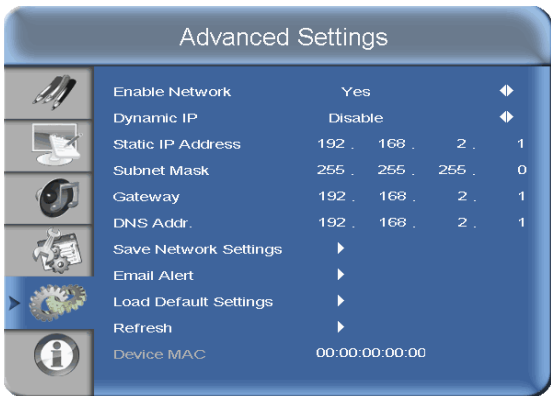 Advanced Settings
Enable Network Yes
Dynamic IP Disable
Static IP Address 192 . 168 . 2 . 1
Subnet Mask 255 . 255 . 255 . 0
Gateway 192 . 168 . 2 . 1
DNS Addr. 192 . 168 . 2 . 1
Save Network Settings
Email Alert
Load Default Settings
Refresh
Device MAC 00:00:00:00:00